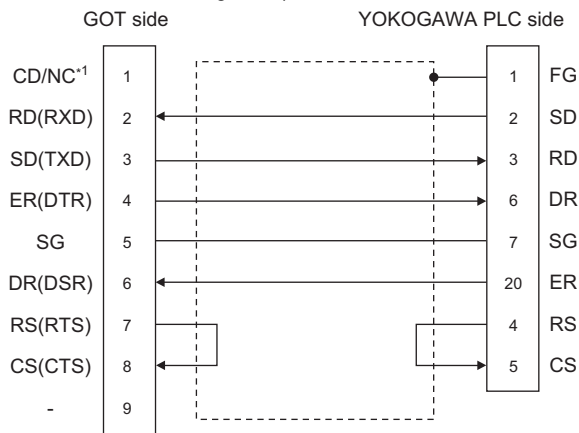 GOT side YOKOGAWA PLC side
CD/NC*1 1 1 FG
RD(RXD) 2 2 SD
SD(TXD) 3 3 RD
ER(DTR) 4 6 DR
SG 5 7 SG
DR(DSR) 6 20 ER
RS(RTS) 7 4 RS
CS(CTS) 8 5 CS
- 9